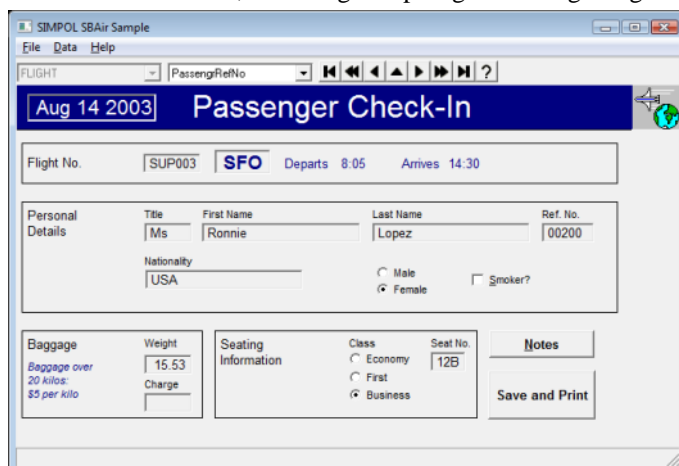 SIMPOL SBAir Sample
File Data Help
FLIGHT PassengrRefNo ?
Aug 14 2003 Passenger Check-In
Flight No. SUP003 SFO Departs 8:05 Arrives 14:30
Personal Details
Title First Name Last Name Ref. No.
Ms Ronnie Lopez 00200
Nationality
USA
Male
Female
Smoker?
Baggage
Baggage over
20 kilos:
$5 per kilo
Weight
15.53
Charge
Seating
Information
Class
Economy
First
Business
Seat No.
12B
Notes
Save and Print